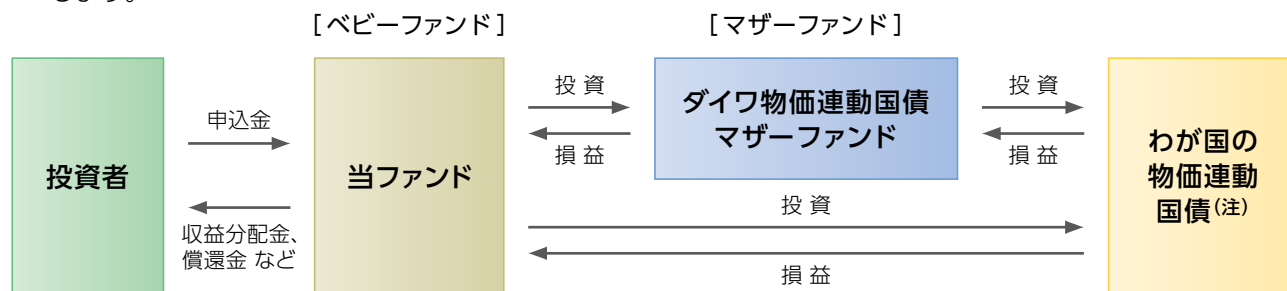 します。
[ベビーファンド]
[マザーファンド]
投資者
申込金
収益分配金、
償還金 など
当ファンド
投 資
損 益
ダイワ物価連動国債
マザーファンド
投 資
損 益
投 資
損 益
わが国の
物価連動
国債(注)